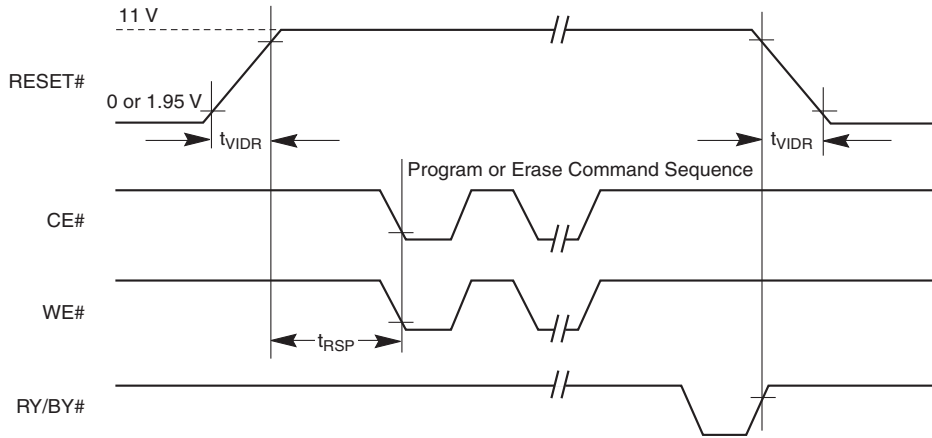 11 V
RESET#
0 or 1.95 V
tVIDR
tVIDR
Program or Erase Command Sequence
CE#
WE#
tRSP
RY/BY#